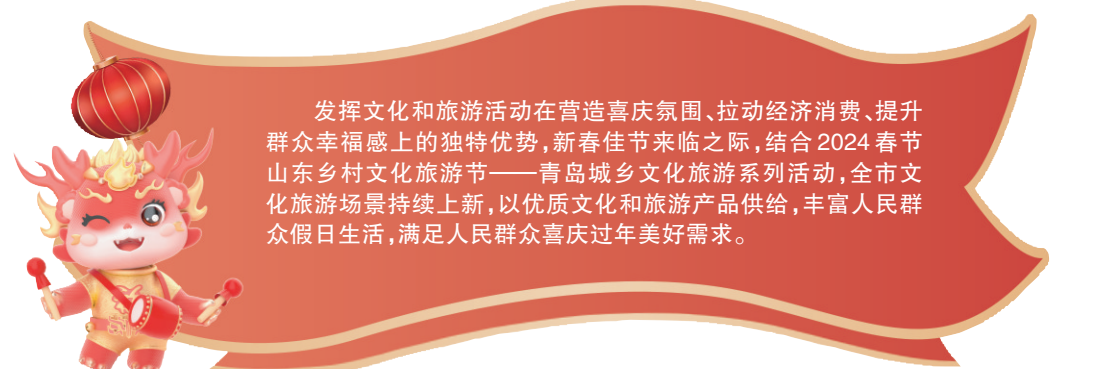 发挥文化和旅游活动在营造喜庆氛围、拉动经济消费、提升
群众幸福感上的独特优势,新春佳节来临之际,结合2024春节
山东乡村文化旅游节——青岛城乡文化旅游系列活动,全市文
化旅游场景持续上新,以优质文化和旅游产品供给,丰富人民群
众假日生活,满足人民群众喜庆过年美好需求。